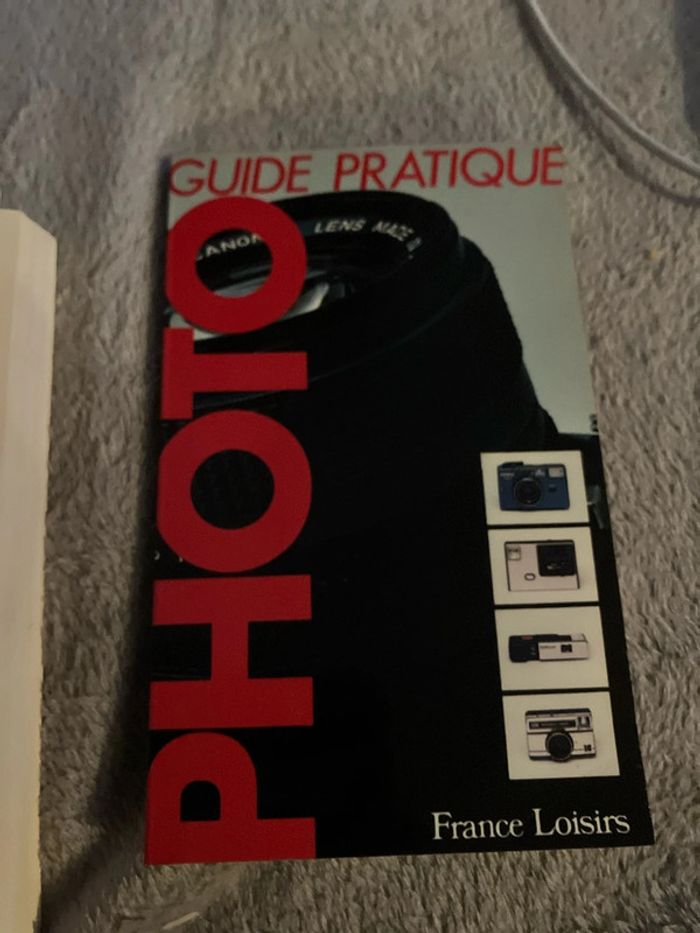 GUIDE PRATIQUE
PHOTO
CANON
LENS MADE
France Loisirs